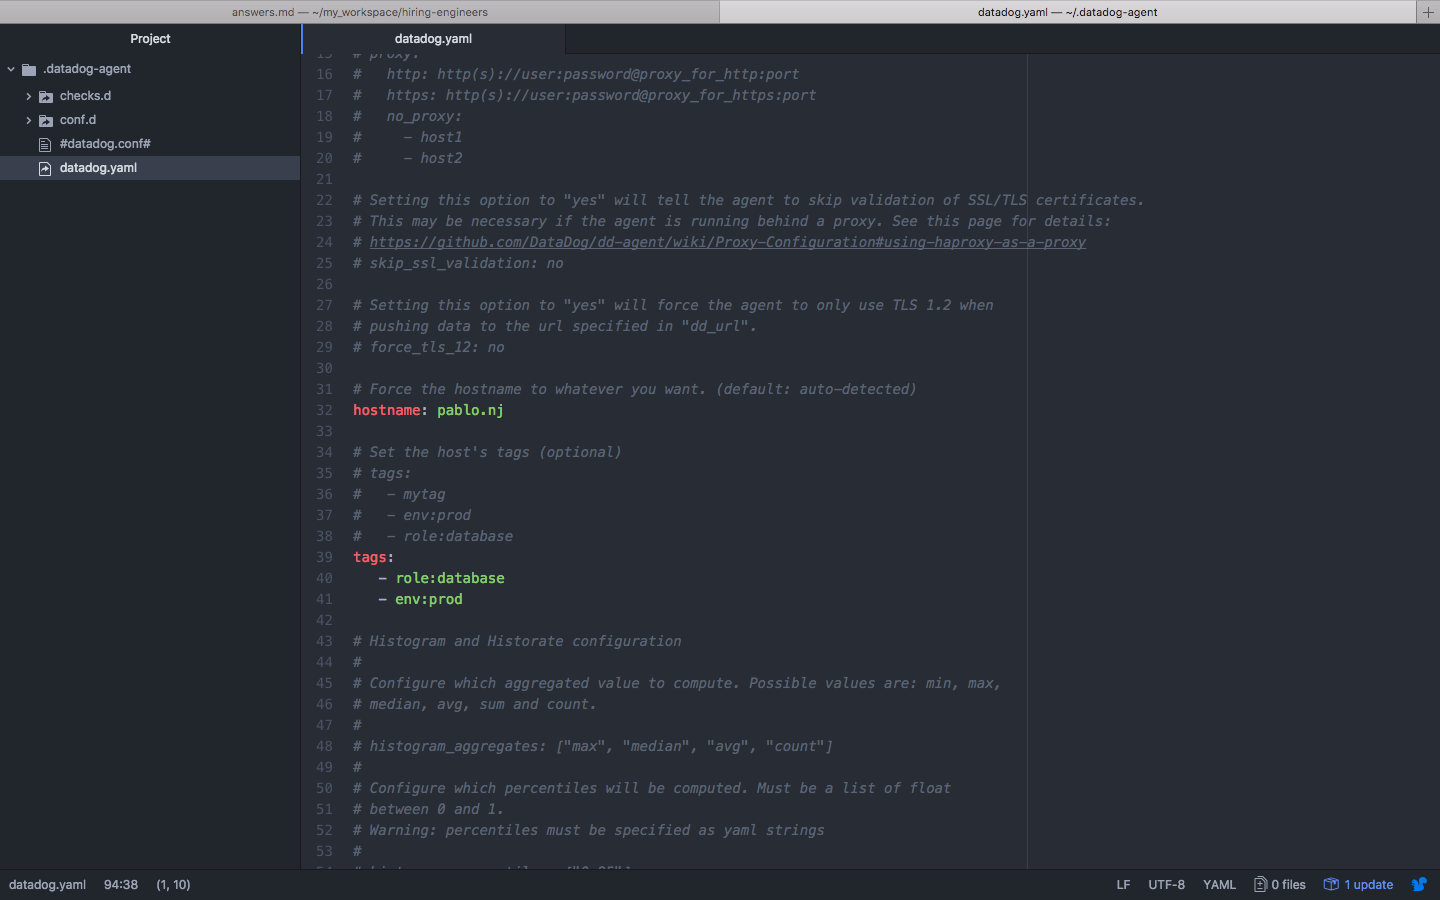 answers.md — ~/my_workspace/hiring-engineers
datadog.yaml — ~/.datadog-agent
Project
datadog.yaml
.datadog-agent
checks.d
conf.d
#datadog.conf#
datadog.yaml
15 # proxy:
16 #   http: http(s)://user:password@proxy_for_http:port
17 #   https: http(s)://user:password@proxy_for_https:port
18 #   no_proxy:
19 #     - host1
20 #     - host2
21
22 # Setting this option to "yes" will tell the agent to skip validation of SSL/TLS certificates.
23 # This may be necessary if the agent is running behind a proxy. See this page for details:
24 # https://github.com/DataDog/dd-agent/wiki/Proxy-Configuration#using-haproxy-as-a-proxy
25 # skip_ssl_validation: no
26
27 # Setting this option to "yes" will force the agent to only use TLS 1.2 when
28 # pushing data to the url specified in "dd_url".
29 # force_tls_12: no
30
31 # Force the hostname to whatever you want. (default: auto-detected)
32 hostname: pablo.nj
33
34 # Set the host's tags (optional)
35 # tags:
36 #   - mytag
37 #   - env:prod
38 #   - role:database
39 tags:
40    - role:database
41    - env:prod
42
43 # Histogram and Historate configuration
44 #
45 # Configure which aggregated value to compute. Possible values are: min, max,
46 # median, avg, sum and count.
47 #
48 # histogram_aggregates: ["max", "median", "avg", "count"]
49 #
50 # Configure which percentiles will be computed. Must be a list of float
51 # between 0 and 1.
52 # Warning: percentiles must be specified as yaml strings
53 #
datadog.yaml 94:38 (1, 10)
LF UTF-8 YAML 0 files 1 update